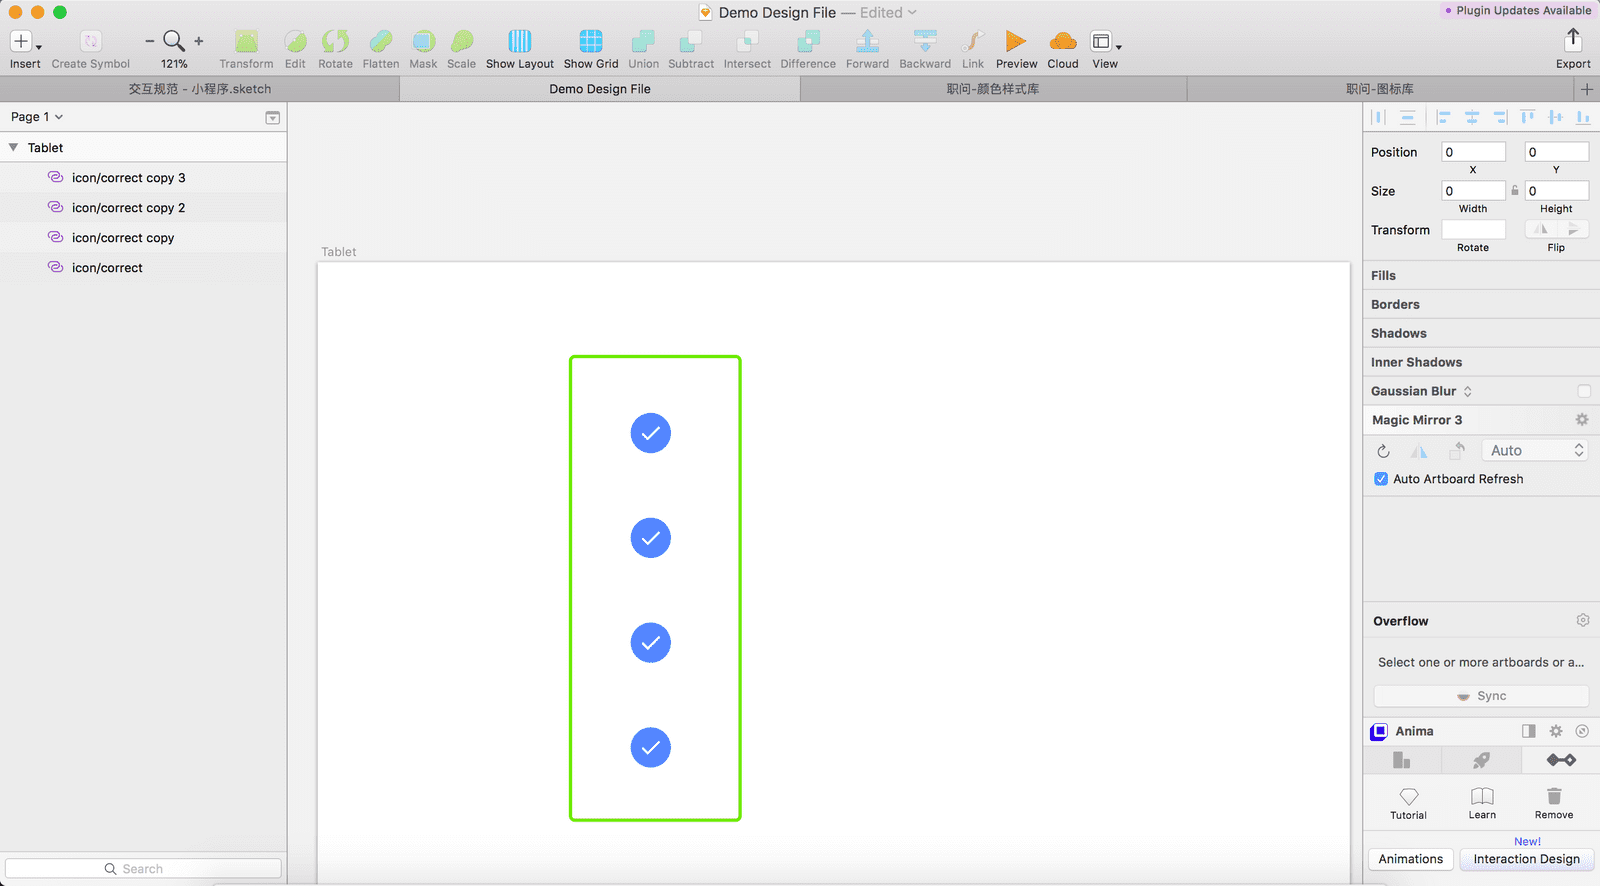 Demo Design File — Edited
Plugin Updates Available
Insert
Create Symbol
121%
Transform
Edit
Rotate
Flatten
Mask
Scale
Show Layout
Show Grid
Union
Subtract
Intersect
Difference
Forward
Backward
Link
Preview
Cloud
View
Export
交互规范 - 小程序.sketch
Demo Design File
职问-颜色样式库
职问-图标库
Page 1
Tablet
icon/correct copy 3
icon/correct copy 2
icon/correct copy
icon/correct
Search
Tablet
Position
0
0
X
Y
Size
0
0
Width
Height
Transform
Rotate
Flip
Fills
Borders
Shadows
Inner Shadows
Gaussian Blur
Magic Mirror 3
Auto
Auto Artboard Refresh
Overflow
Select one or more artboards or a...
Sync
Anima
Tutorial
Learn
Remove
New!
Animations
Interaction Design